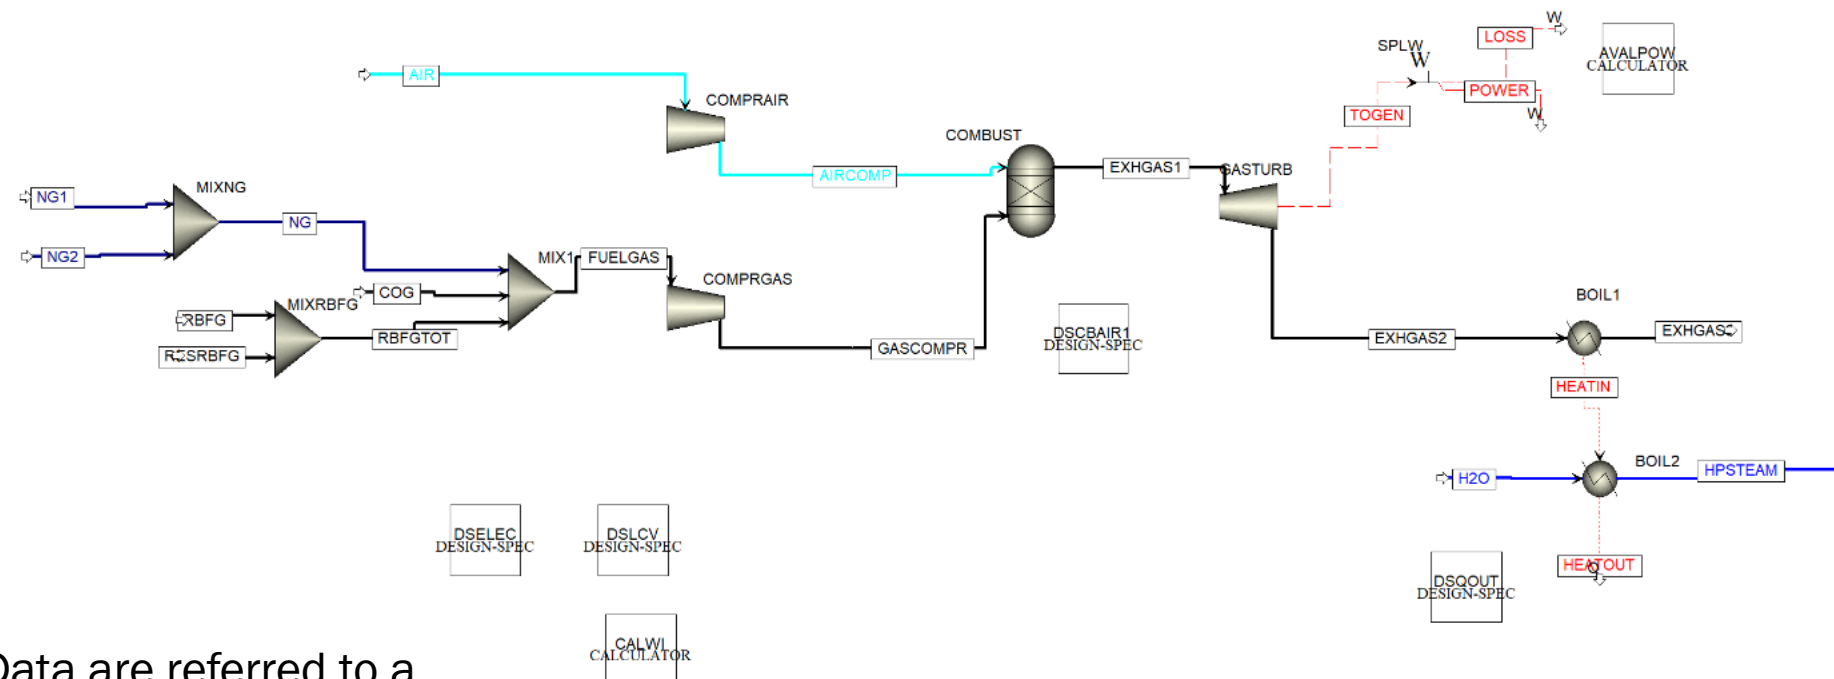 W
LOSS
SPLW
W
AVALPOW
CALCULATOR
AIR
POWER
COMPRAIR
TOGEN
W
COMBUST
EXHGAS1
GASTURB
AIRCOMP
MIXNG
NG1
NG
NG2
MIX1
FUELGAS
COMPRGAS
COG
MIXRBFG
RBFG
RBFGTOT
GASCOMPR
DSCBAIR1
DESIGN-SPEC
BOIL1
EXHGAS2
HEATIN
BOIL2
H2O
HPSTEAM
DSELEC
DESIGN-SPEC
DSLCV
DESIGN-SPEC
HEATOUT
Q
DSQOUT
DESIGN-SPEC
CALWI
CALCULATOR
Data are referred to a